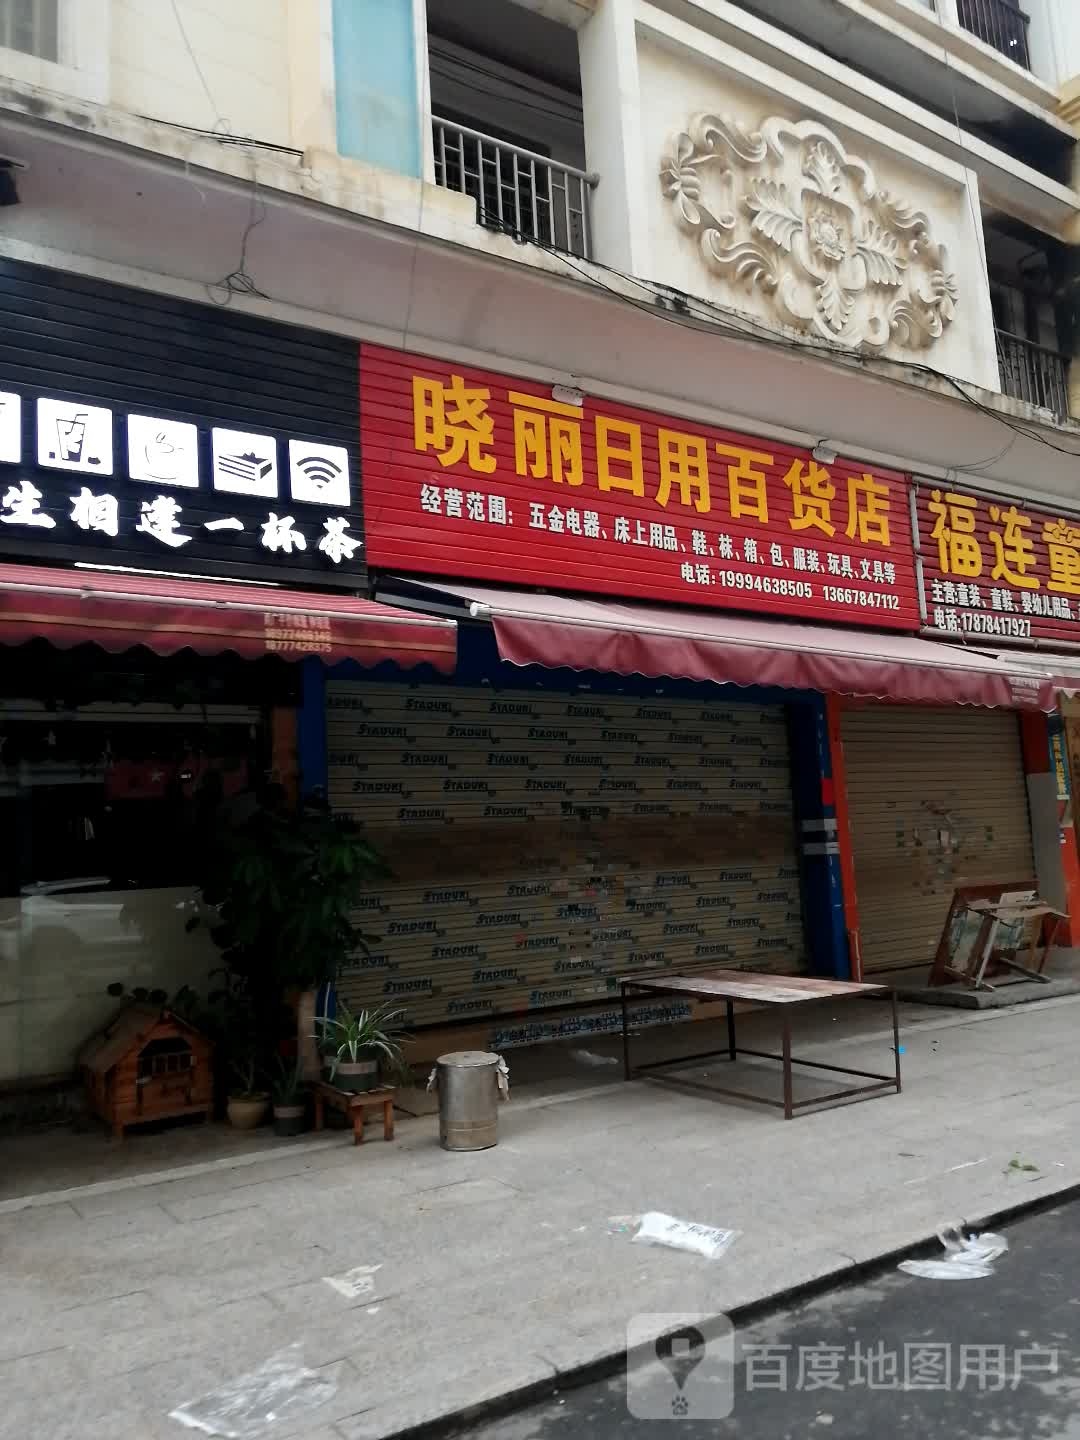 生相逢一杯茶
晓丽日用百货店
经营范围：五金电器、床上用品、鞋、袜、箱、包、服装、玩具、文具等
电话：19994638505 13667847112
福连童
主营:童装、童鞋、婴幼儿用品、
电话:17878417927
18777428375
STADURI
百度地图用户